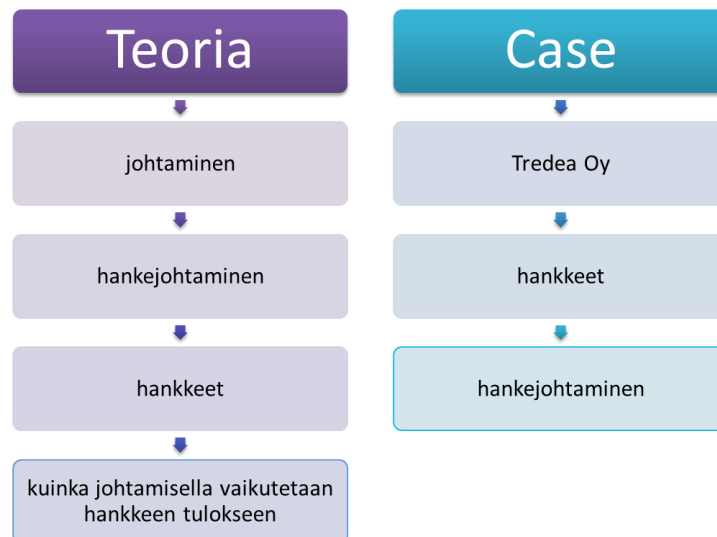 Teoria
johtaminen
hankejohtaminen
hankkeet
kuinka johtamisella vaikutetaan
hankkeen tulokseen
Case
Tredea Oy
hankkeet
hankejohtaminen